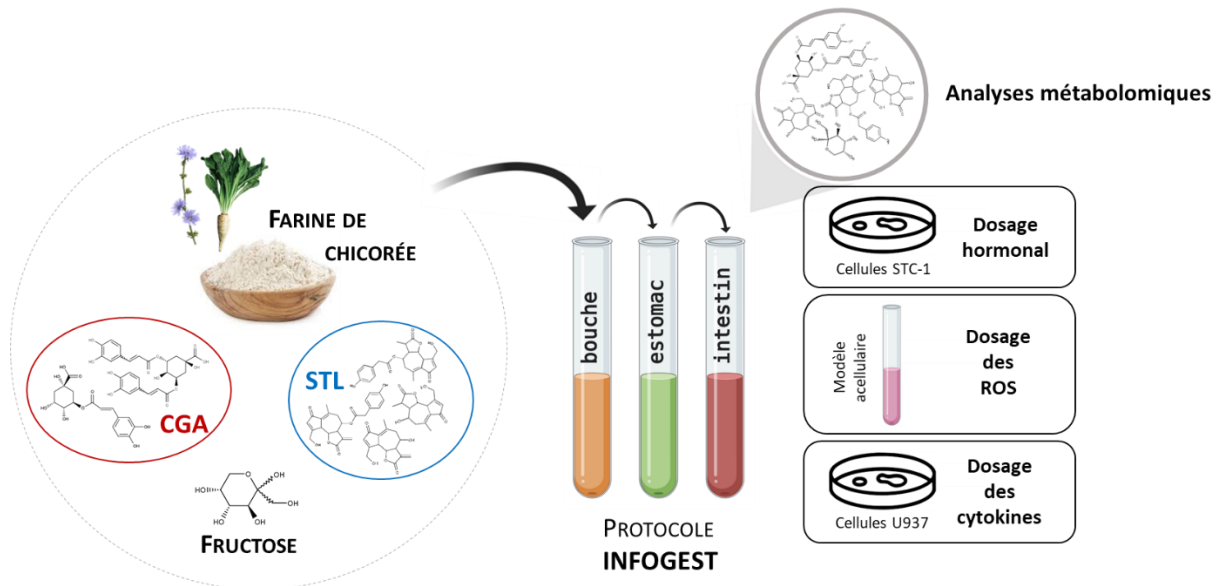 FARINE DE
CHICORÉE
CGA
STL
FRUCTOSE
bouche
estomac
intestin
PROTOCOLE
INFOGEST
Analyses métabolomiques
Dosage
hormonal
Cellules STC-1
Modèle
acellulaire
Dosage
des
ROS
Dosage
des
cytokines
Cellules U937